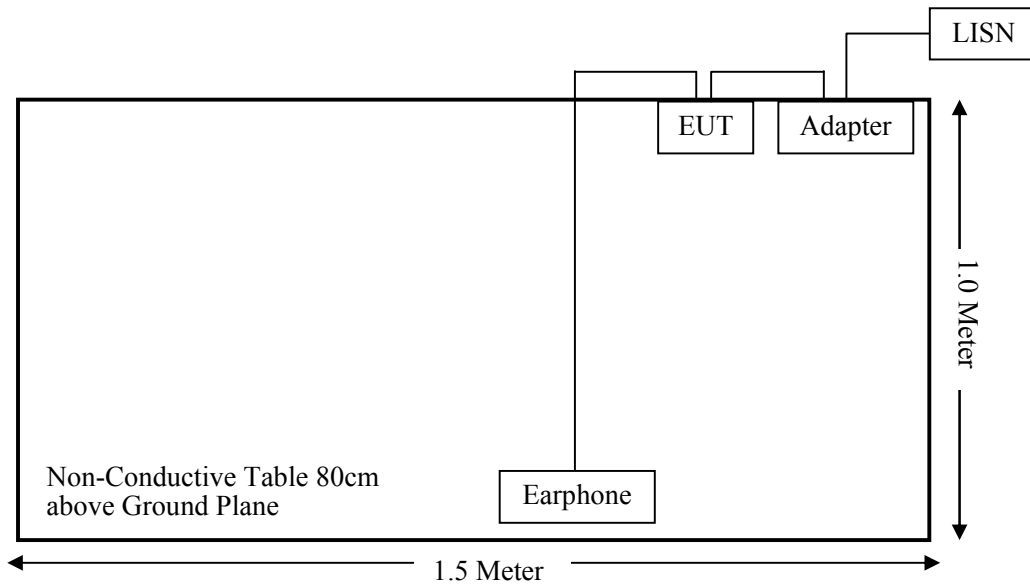 LISN
EUT
Adapter
1.0 Meter
Non-Conductive Table 80cm
above Ground Plane
Earphone
1.5 Meter